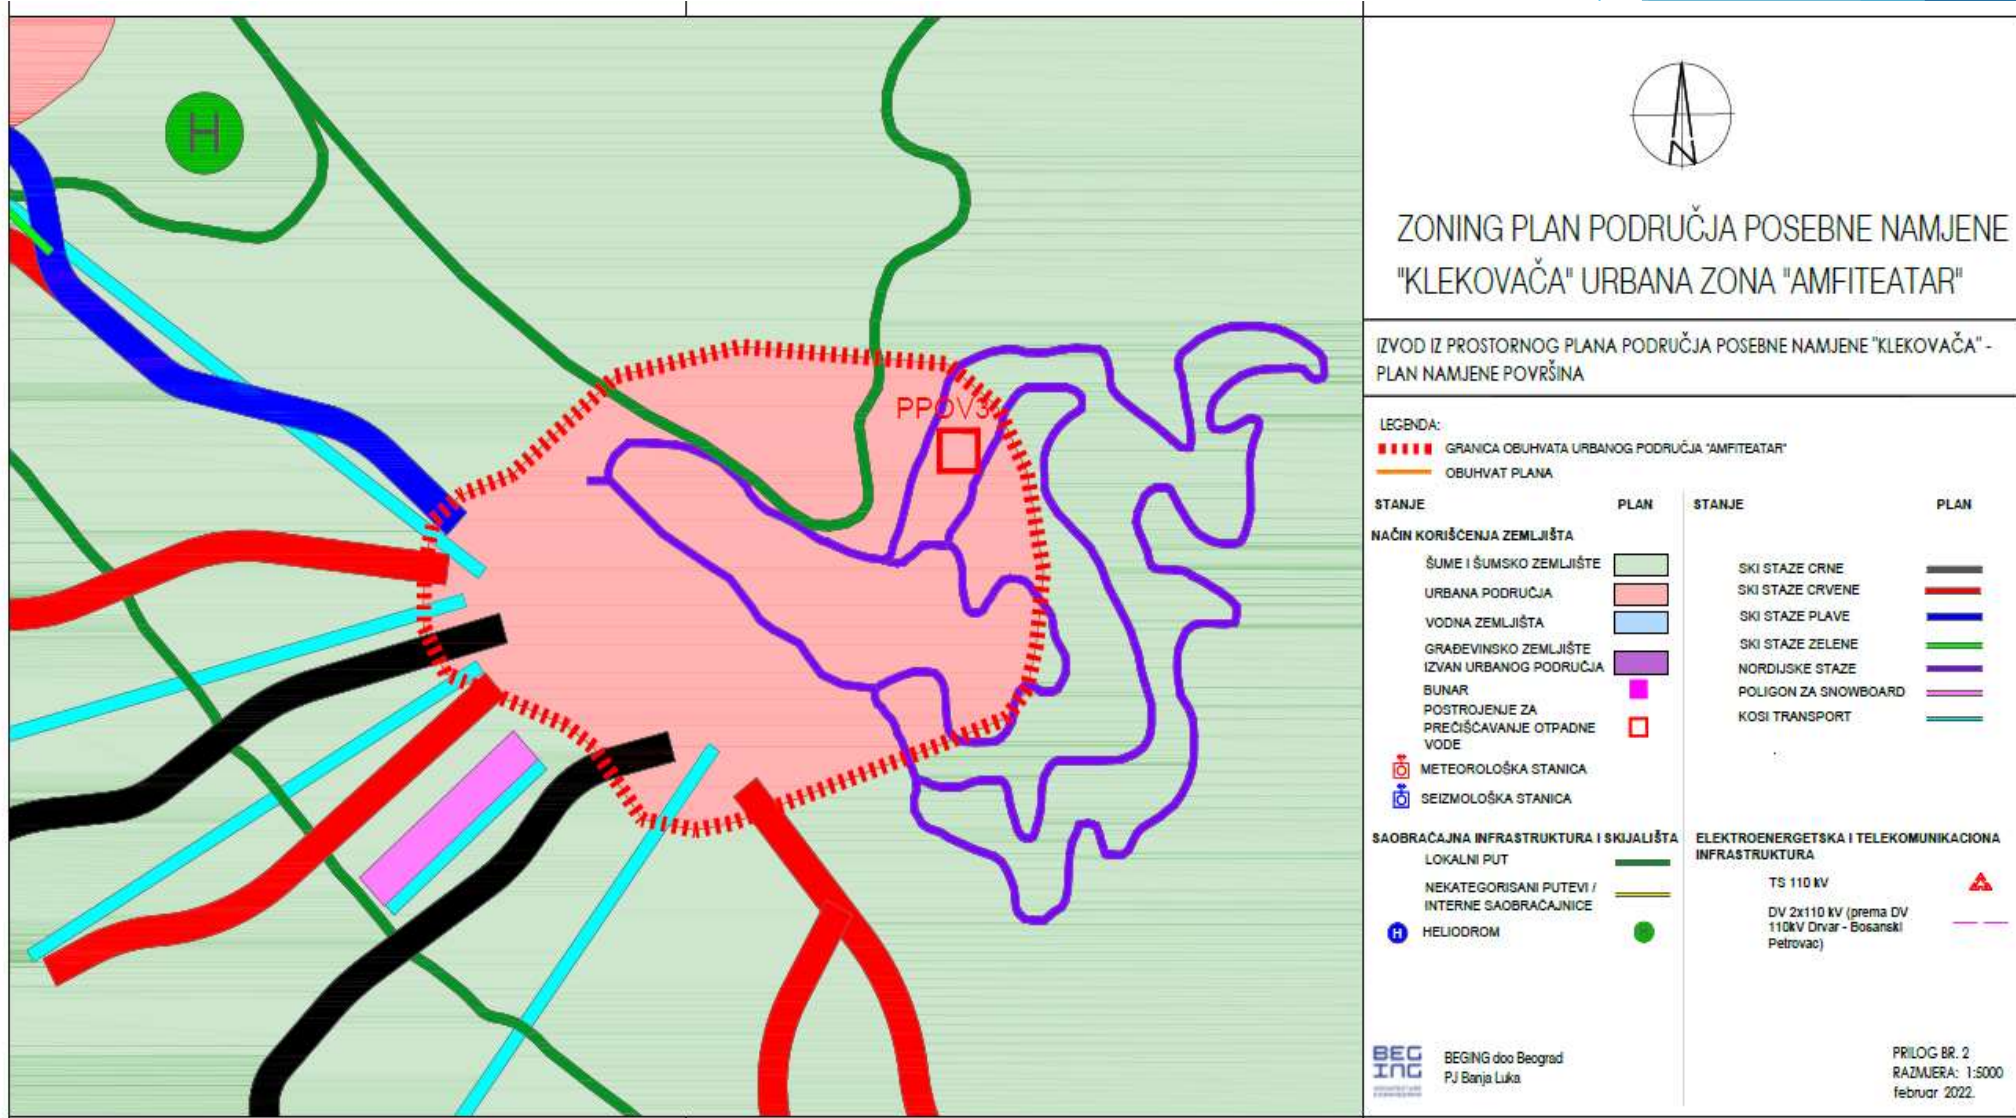 H
PPOV3
N
ZONING PLAN PODRUČJA POSEBNE NAMJENE
"KLEKOVAČA" URBANA ZONA "AMFITEATAR"
IZVOD IZ PROSTORNOG PLANA PODRUČJA POSEBNE NAMJENE "KLEKOVAČA" -
PLAN NAMJENE POVRŠINA
LEGENDA:
GRANICA OBUHVATA URBANOG PODRUČJA "AMFITEATAR"
OBUHVAT PLANA
STANJE PLAN
NAČIN KORIŠĆENJA ZEMLJIŠTA
ŠUME I ŠUMSKO ZEMLJIŠTE
URBANA PODRUČJA
VODNA ZEMLJIŠTA
GRAĐEVINSKO ZEMLJIŠTE
IZVAN URBANOG PODRUČJA
BUNAR
POSTROJENJE ZA
PREČIŠĆAVANJE OTPADNE
VODE
METEOROLOŠKA STANICA
SEIZMOLOŠKA STANICA
SAOBRAĆAJNA INFRASTRUKTURA I SKIJALIŠTA
LOKALNI PUT
NEKATEGORISANI PUTEVI /
INTERNE SAOBRAĆAJNICE
H HELIODROM H
STANJE PLAN
SKI STAZE CRNE
SKI STAZE CRVENE
SKI STAZE PLAVE
SKI STAZE ZELENE
NORDIJSKE STAZE
POLIGON ZA SNOWBOARD
KOSI TRANSPORT
ELEKTROENERGETSKA I TELEKOMUNIKACIONA
INFRASTRUKTURA
TS 110 kV
DV 2x110 kV (prema DV
110kV Drvar - Bosanski
Petrovac)
BEG
ING
BEGING doo Beograd
PJ Banja Luka
PRILOG BR. 2
RAZMJERA: 1:5000
februar 2022.